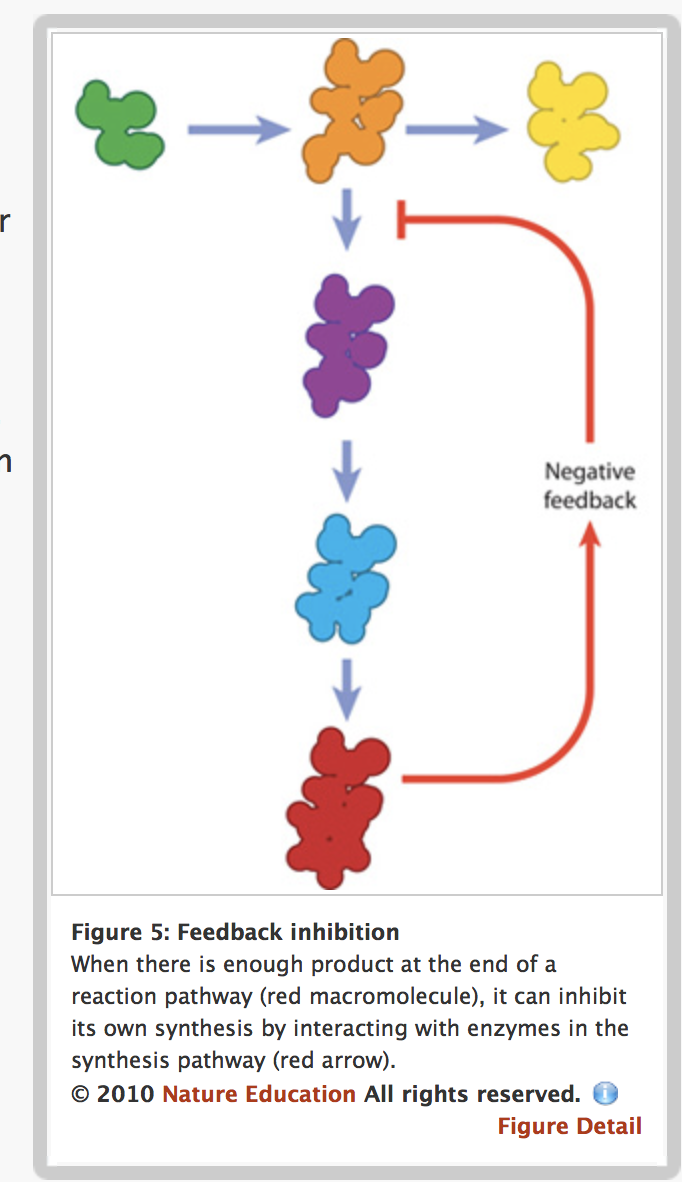 r
n
Negative
feedback
Figure 5: Feedback inhibition
When there is enough product at the end of a
reaction pathway (red macromolecule), it can inhibit
its own synthesis by interacting with enzymes in the
synthesis pathway (red arrow).
© 2010 Nature Education All rights reserved. i
Figure Detail